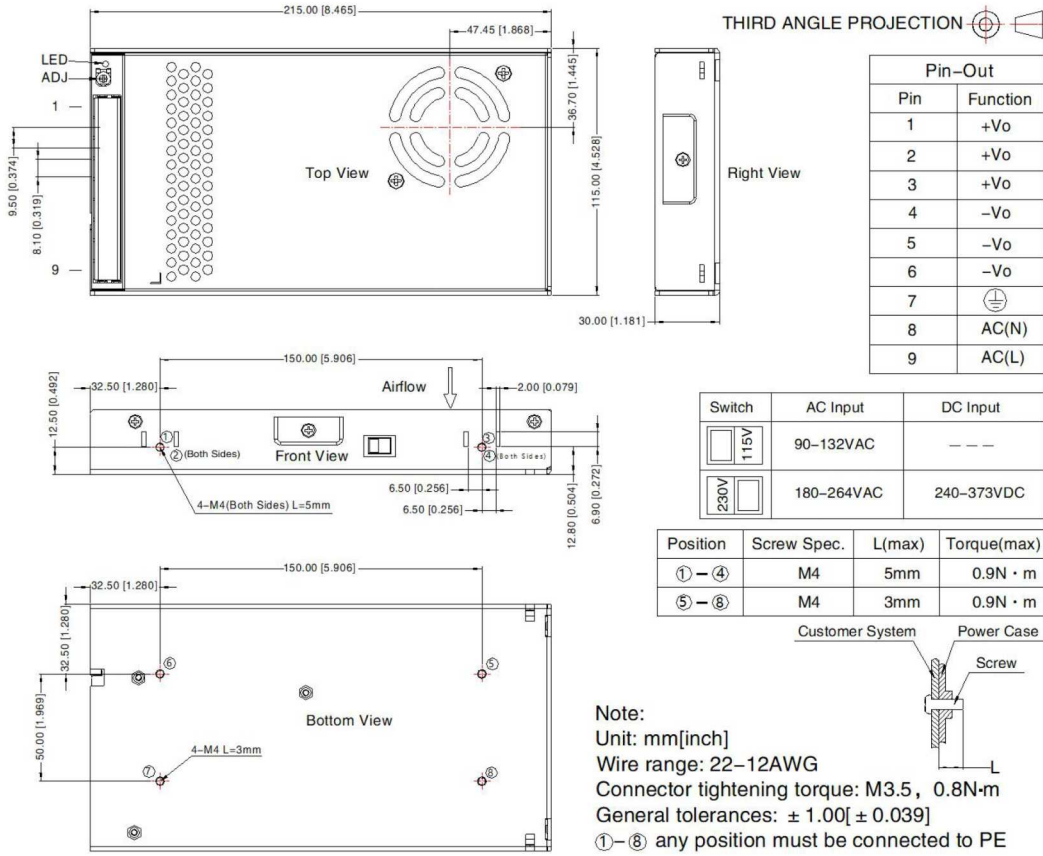 THIRD ANGLE PROJECTION
215.00 [8.465]
47.45 [1.868]
36.70 [1.445]
115.00 [4.528]
LED
ADJ
1
9.50 [0.374]
8.10 [0.319]
9
Top View
Right View
30.00 [1.181]
Pin–Out
Pin Function
1 +Vo
2 +Vo
3 +Vo
4 –Vo
5 –Vo
6 –Vo
7
8 AC(N)
9 AC(L)
150.00 [5.906]
32.50 [1.280]
12.50 [0.492]
Airflow
2.00 [0.079]
①
② (Both Sides)
Front View
③
④ (Both Sides)
6.50 [0.256]
6.50 [0.256]
12.80 [0.504]
6.90 [0.272]
4–M4(Both Sides) L=5mm
Switch AC Input DC Input
115V 90–132VAC – – –
230V 180–264VAC 240–373VDC
Position Screw Spec. L(max) Torque(max)
①–④ M4 5mm 0.9N·m
⑤–⑧ M4 3mm 0.9N·m
150.00 [5.906]
32.50 [1.280]
32.50 [1.280]
50.00 [1.969]
⑥
⑤
Bottom View
4–M4 L=3mm
⑦
⑧
Customer System
Power Case
Screw
L
Note:
Unit: mm[inch]
Wire range: 22–12AWG
Connector tightening torque: M3.5, 0.8N·m
General tolerances: ±1.00[±0.039]
①–⑧ any position must be connected to PE